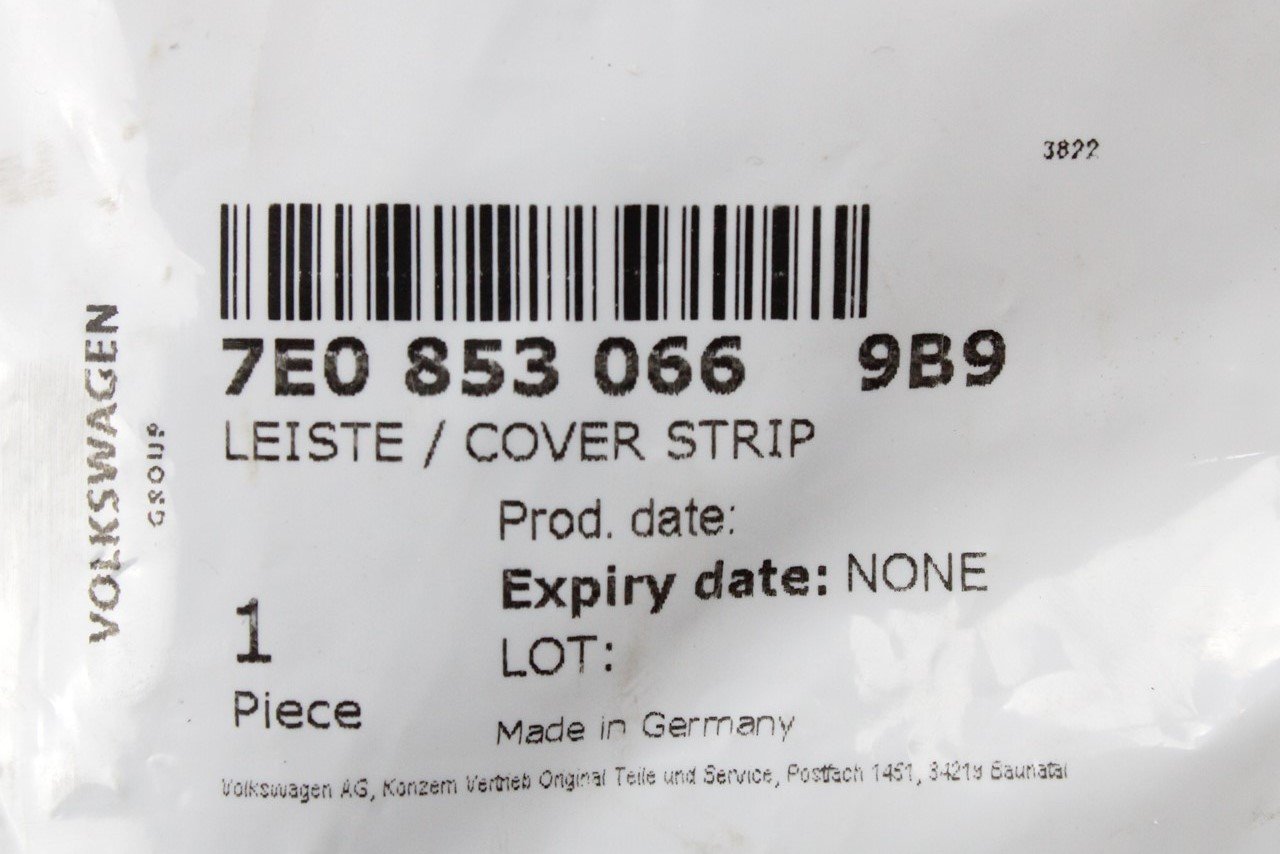 3822
7E0 853 066 9B9
LEISTE / COVER STRIP
Prod. date:
Expiry date: NONE
LOT:
1
Piece
Made in Germany
Volkswagen AG, Konzern Vertrieb Original Teile und Service, Postfach 1451, 34219 Baunatal
VOLKSWAGEN
GROUP